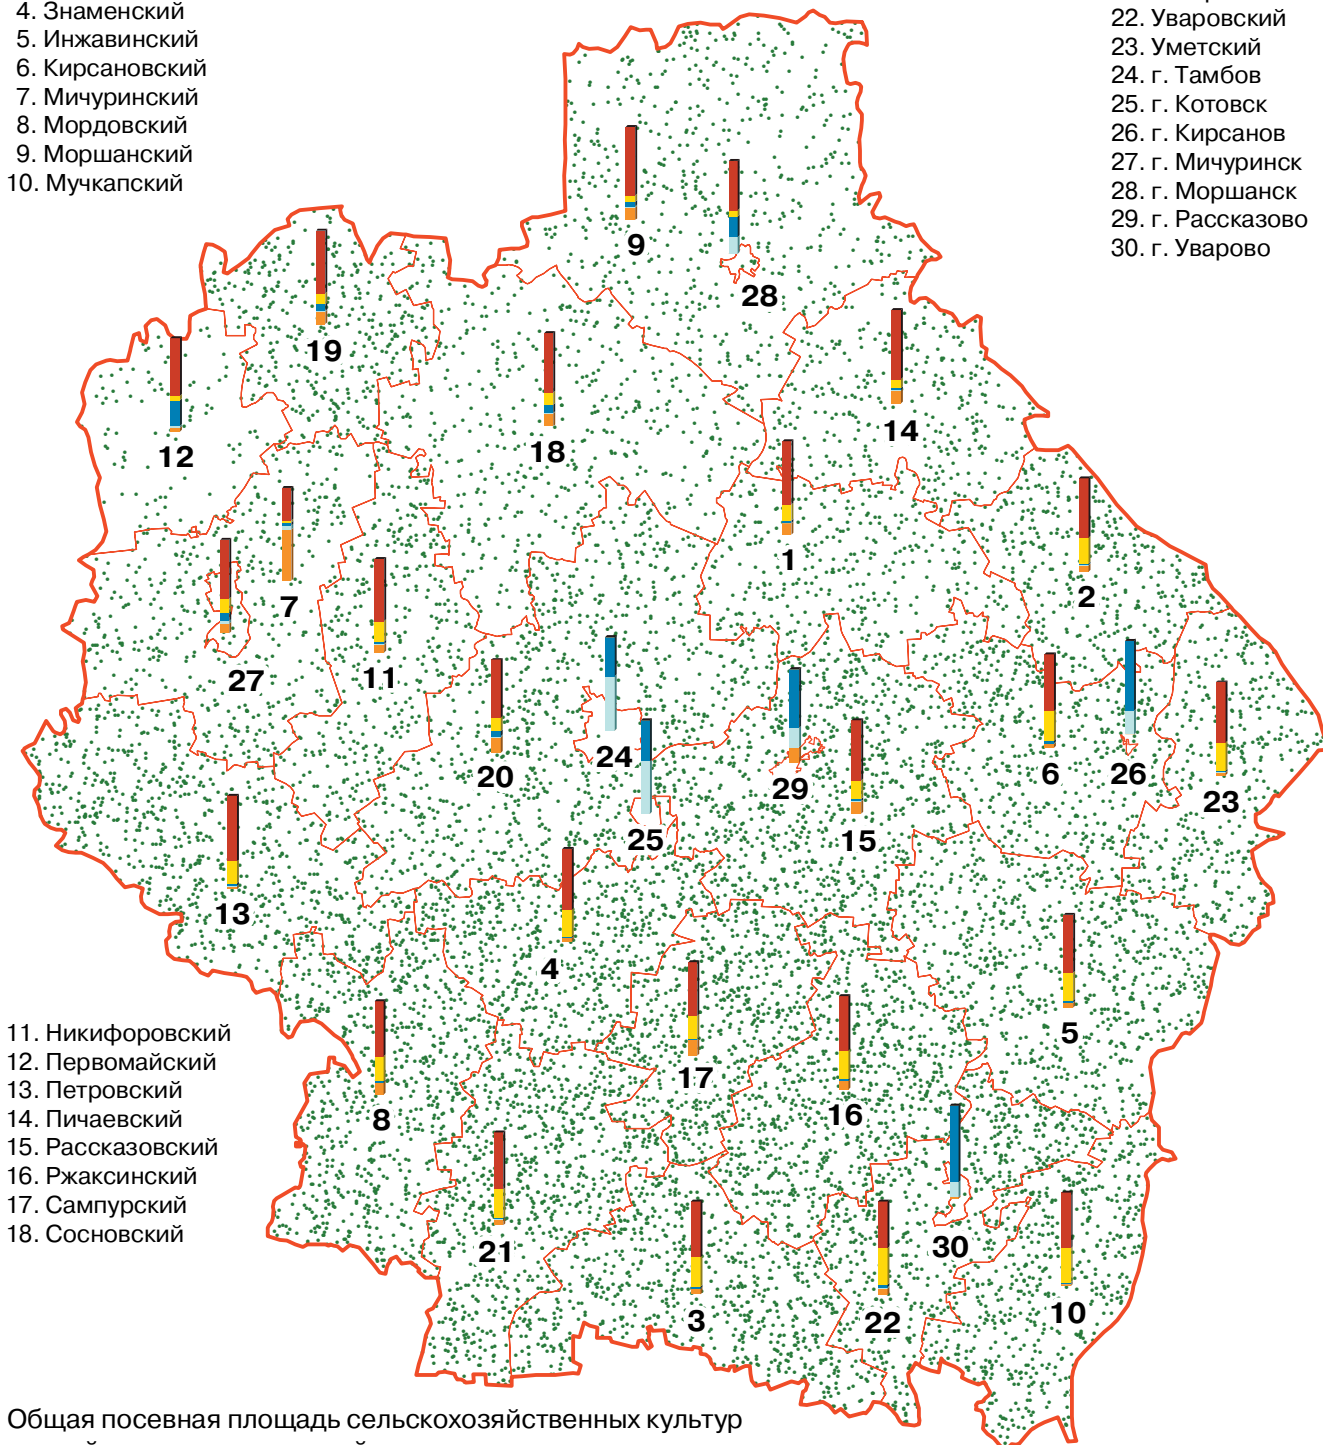 4. Знаменский
5. Инжавинский
6. Кирсановский
7. Мичуринский
8. Мордовский
9. Моршанский
10. Мучкапский
22. Уваровский
23. Уметский
24. г. Тамбов
25. г. Котовск
26. г. Кирсанов
27. г. Мичуринск
28. г. Моршанск
29. г. Рассказово
30. г. Уварово
9
28
19
14
18
12
1
2
7
11
27
24
20
29
6
26
23
25
15
13
4
5
17
8
16
21
30
3
22
10
11. Никифоровский
12. Первомайский
13. Петровский
14. Пичаевский
15. Рассказовский
16. Ржаксинский
17. Сампурский
18. Сосновский
Общая посевная площадь сельскохозяйственных культур